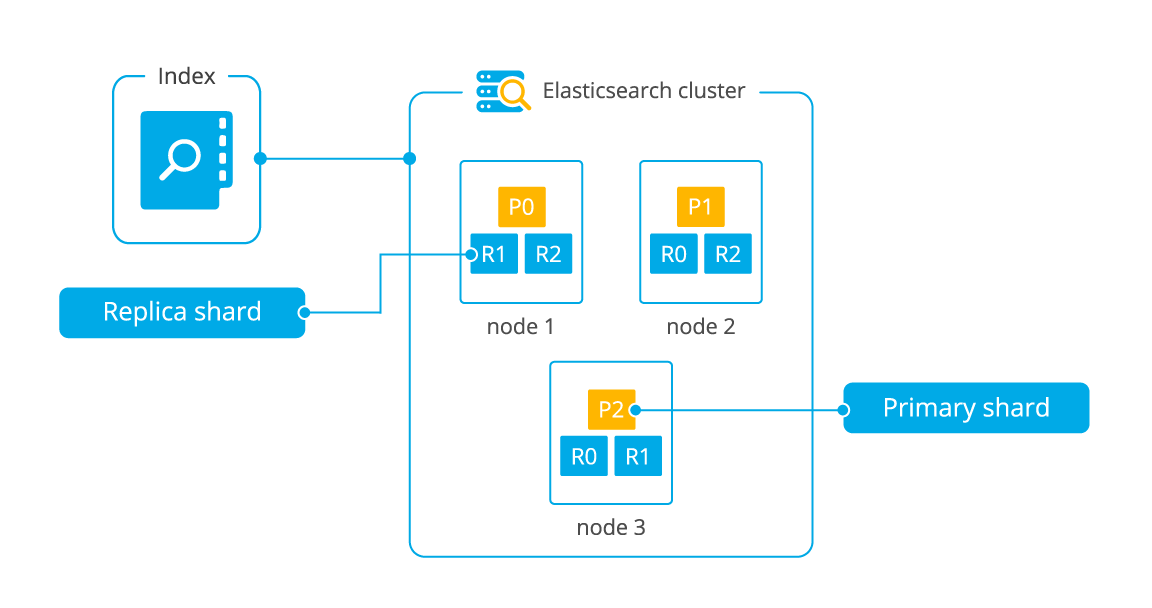 Index
Elasticsearch cluster
P0
R1 R2
node 1
P1
R0 R2
node 2
Replica shard
P2
R0 R1
node 3
Primary shard